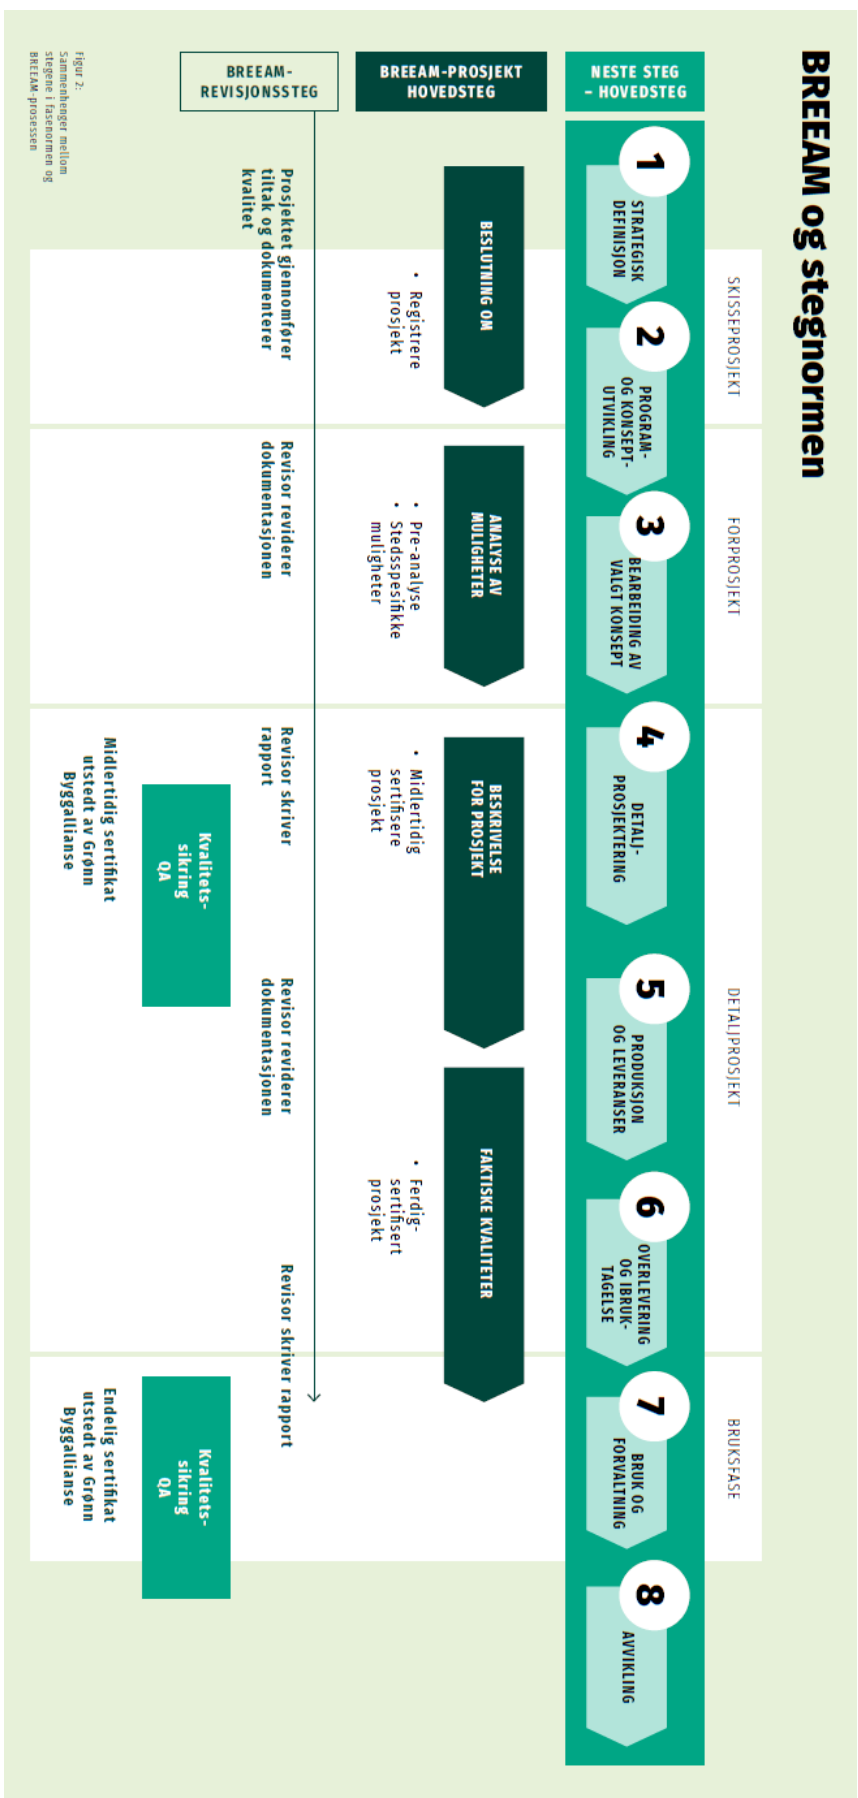 BREEAM og stegnormen
SKISSEPROSJEKT
FORPROSJEKT
DETALJPROSJEKT
BRUKSFASE
NESTE STEG
– HOVEDSTEG
1
STRATEGISK
DEFINISJON
2
PROGRAM-
OG KONSEPT-
UTVIKLING
3
BEARBEIDING AV
VALGT KONSEPT
4
DETALJ-
PROSJEKTERING
5
PRODUKSJON
OG LEVERANSER
6
OVERLEVERING
OG IBRUK-
TAGELSE
7
BRUK OG
FORVALTNING
8
AVVIKLING
BREEAM-PROSJEKT
HOVEDSTEG
BESLUTNING OM
• Registrere
prosjekt
ANALYSE AV
MULIGHETER
• Pre-analyse
• Stedsspesifikke
muligheter
BESKRIVELSE
FOR PROSJEKT
• Midlertidig
sertifisere
prosjekt
FAKTISKE KVALITETER
• Ferdig-
sertifisert
prosjekt
BREEAM-
REVISJONSSTEG
Prosjektet gjennomfører
tiltak og dokumenterer
kvalitet
Revisor reviderer
dokumentasjonen
Revisor skriver
rapport
Revisor reviderer
dokumentasjonen
Revisor skriver rapport
Kvalitets-
sikring
QA
Midlertidig sertifikat
utstedt av Grønn
Byggallianse
Kvalitets-
sikring
QA
Endelig sertifikat
utstedt av Grønn
Byggallianse
Figur 2:
Sammenhenger mellom
stegene i fasenormen og
BREEAM-prosessen